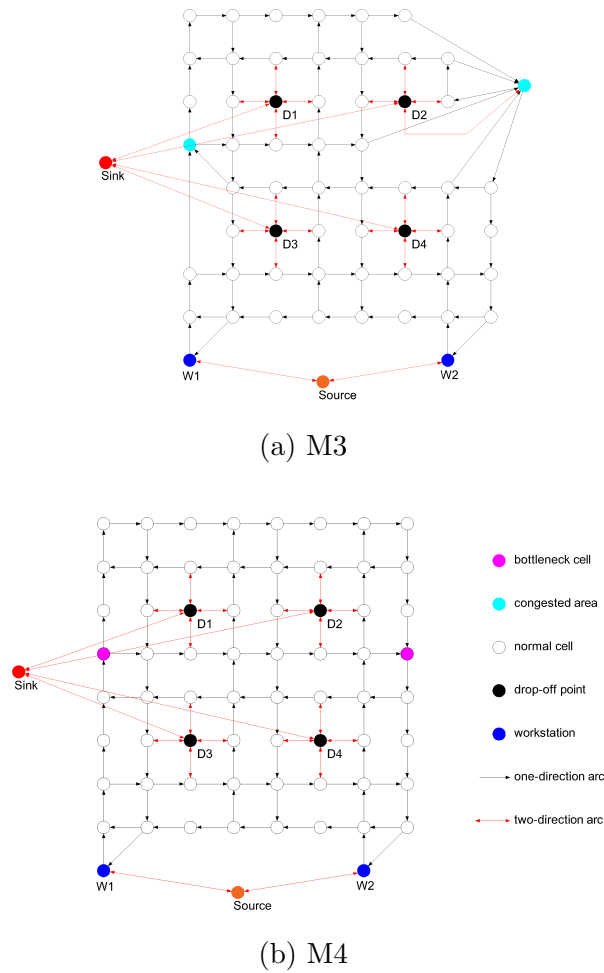 D1
D2
Sink
D3
D4
W1
W2
Source
(a) M3
bottleneck cell
congested area
D1
D2
normal cell
Sink
drop-off point
D3
D4
workstation
one-direction arc
two-direction arc
W1
W2
Source
(b) M4